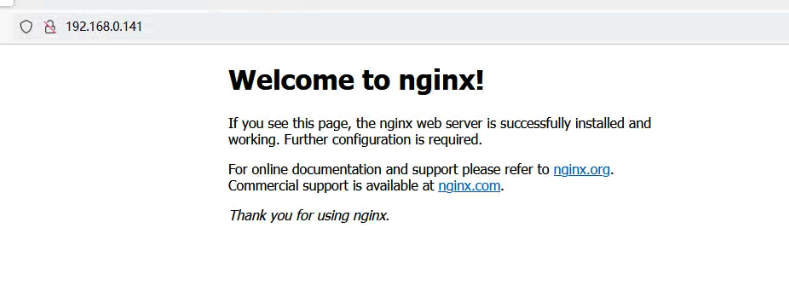 192.168.0.141
Welcome to nginx!
If you see this page, the nginx web server is successfully installed and
working. Further configuration is required.
For online documentation and support please refer to nginx.org.
Commercial support is available at nginx.com.
Thank you for using nginx.